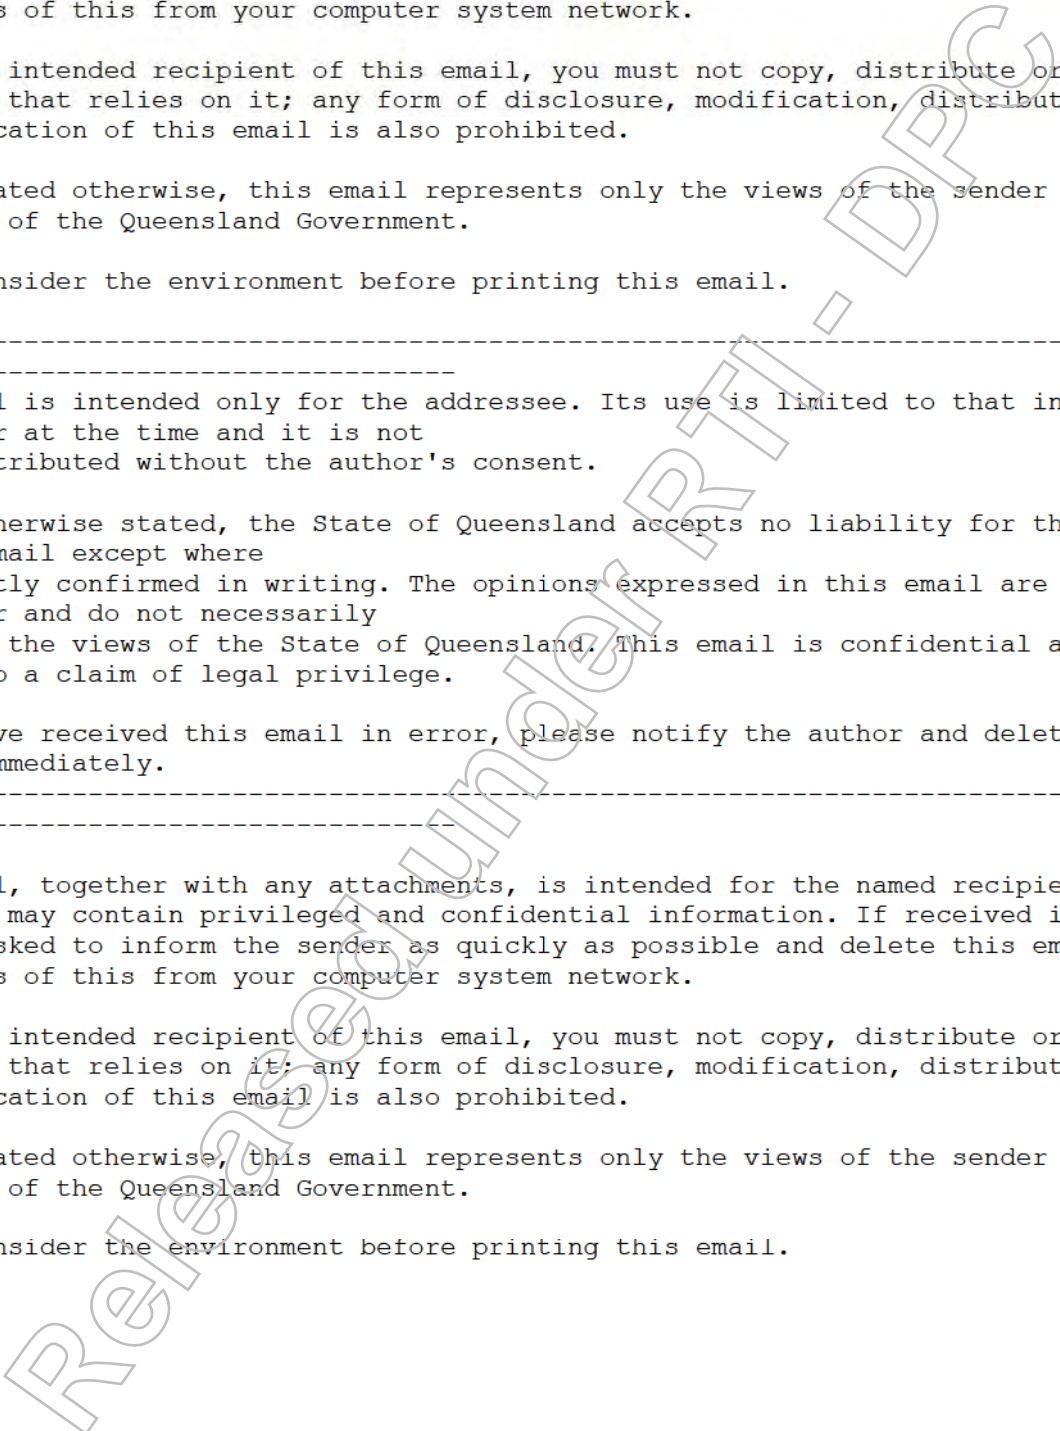 s of this from your computer system network.
intended recipient of this email, you must not copy, distribute or
that relies on it; any form of disclosure, modification, distribut
cation of this email is also prohibited.
ated otherwise, this email represents only the views of the sender
of the Queensland Government.
nsider the environment before printing this email.
--------------------------------------------------------------------
-----------------------------
l is intended only for the addressee. Its use is limited to that in
r at the time and it is not
tributed without the author's consent.
nerwise stated, the State of Queensland accepts no liability for th
mail except where
tly confirmed in writing. The opinions expressed in this email are
r and do not necessarily
the views of the State of Queensland. This email is confidential a
o a claim of legal privilege.
ve received this email in error, please notify the author and delet
mmediately.
--------------------------------------------------------------------
-----------------------------
l, together with any attachments, is intended for the named recipie
may contain privileged and confidential information. If received i
sked to inform the sender as quickly as possible and delete this em
s of this from your computer system network.
intended recipient of this email, you must not copy, distribute or
that relies on it; any form of disclosure, modification, distribut
cation of this email is also prohibited.
ated otherwise, this email represents only the views of the sender
of the Queensland Government.
nsider the environment before printing this email.
Released under RTI - DPC